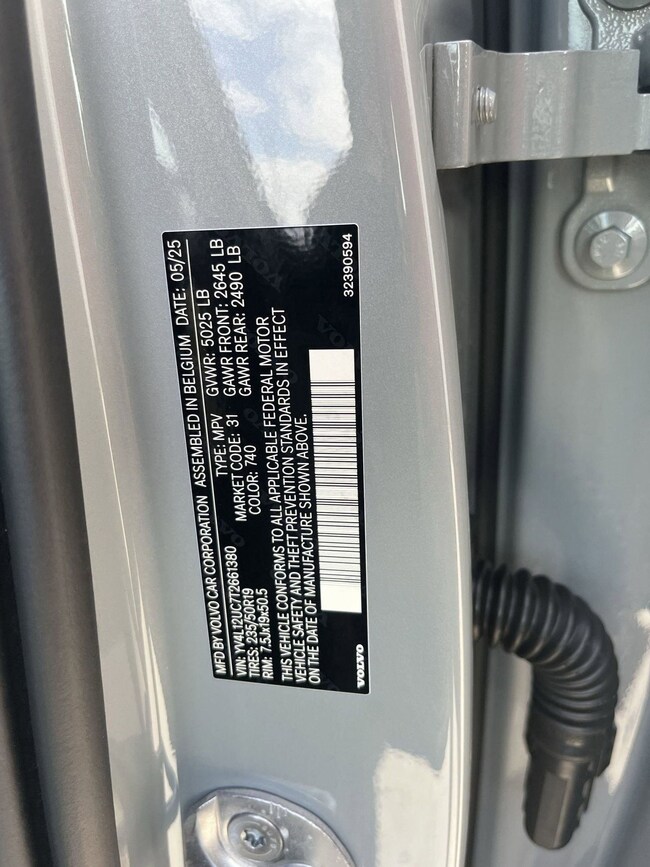 MFD BY VOLVO CAR CORPORATION ASSEMBLED IN BELGIUM DATE: 05/25
VIN: YV4L12UC7T2661380 TYPE: MPV GVWR: 5025 LB
TIRES: 235/50R19 MARKET CODE: 31 GAWR FRONT: 2645 LB
RIM: 7.5Jx19x50.5 COLOR: 740 GAWR REAR: 2490 LB
THIS VEHICLE CONFORMS TO ALL APPLICABLE FEDERAL MOTOR
VEHICLE SAFETY AND THEFT PREVENTION STANDARDS IN EFFECT
ON THE DATE OF MANUFACTURE SHOWN ABOVE.
VOLVO 32390594